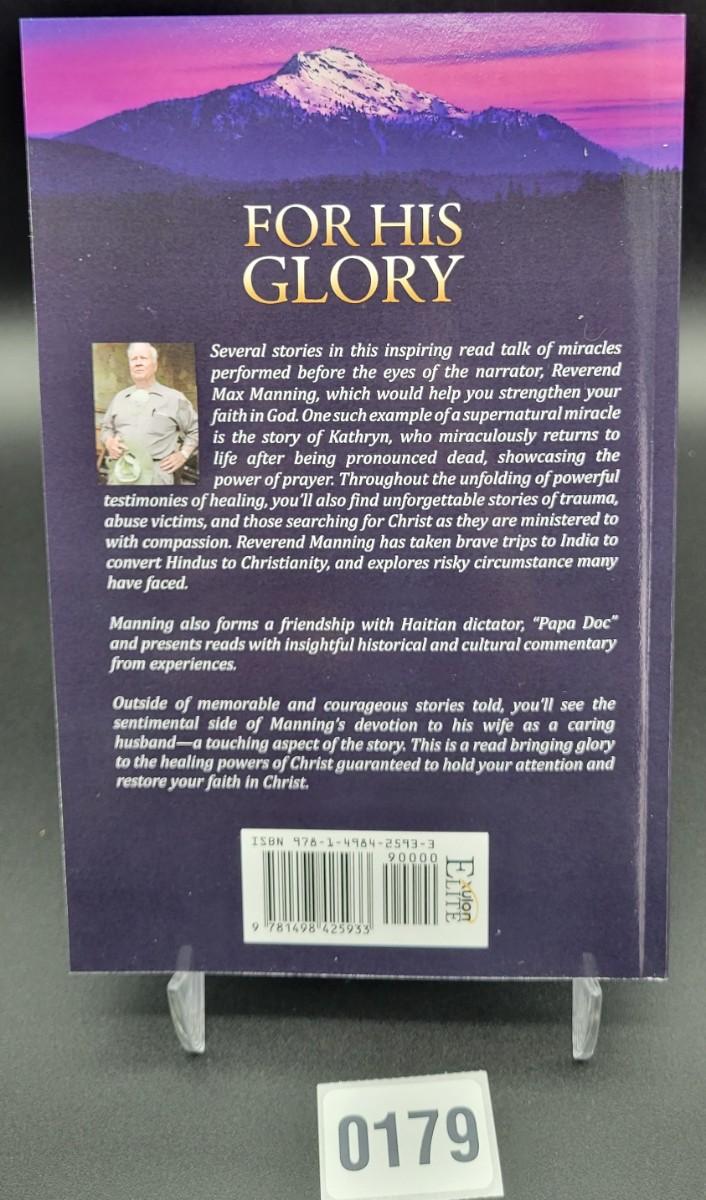 FOR HIS
GLORY
Several stories in this inspiring read talk of miracles
performed before the eyes of the narrator, Reverend
Max Manning, which would help you strengthen your
faith in God. One such example of a supernatural miracle
is the story of Kathryn, who miraculously returns to
life after being pronounced dead, showcasing the
power of prayer. Throughout the unfolding of powerful
testimonies of healing, you'll also find unforgettable stories of trauma,
abuse victims, and those searching for Christ as they are ministered to
with compassion. Reverend Manning has taken brave trips to India to
convert Hindus to Christianity, and explores risky circumstance many
have faced.
Manning also forms a friendship with Haitian dictator, "Papa Doc"
and presents reads with insightful historical and cultural commentary
from experiences.
Outside of memorable and courageous stories told, you'll see the
sentimental side of Manning's devotion to his wife as a caring
husband—a touching aspect of the story. This is a read bringing glory
to the healing powers of Christ guaranteed to hold your attention and
restore your faith in Christ.
ISBN 978-1-4984-2593-3
90000
9 781498 425933
Xulon
ELITE
0179